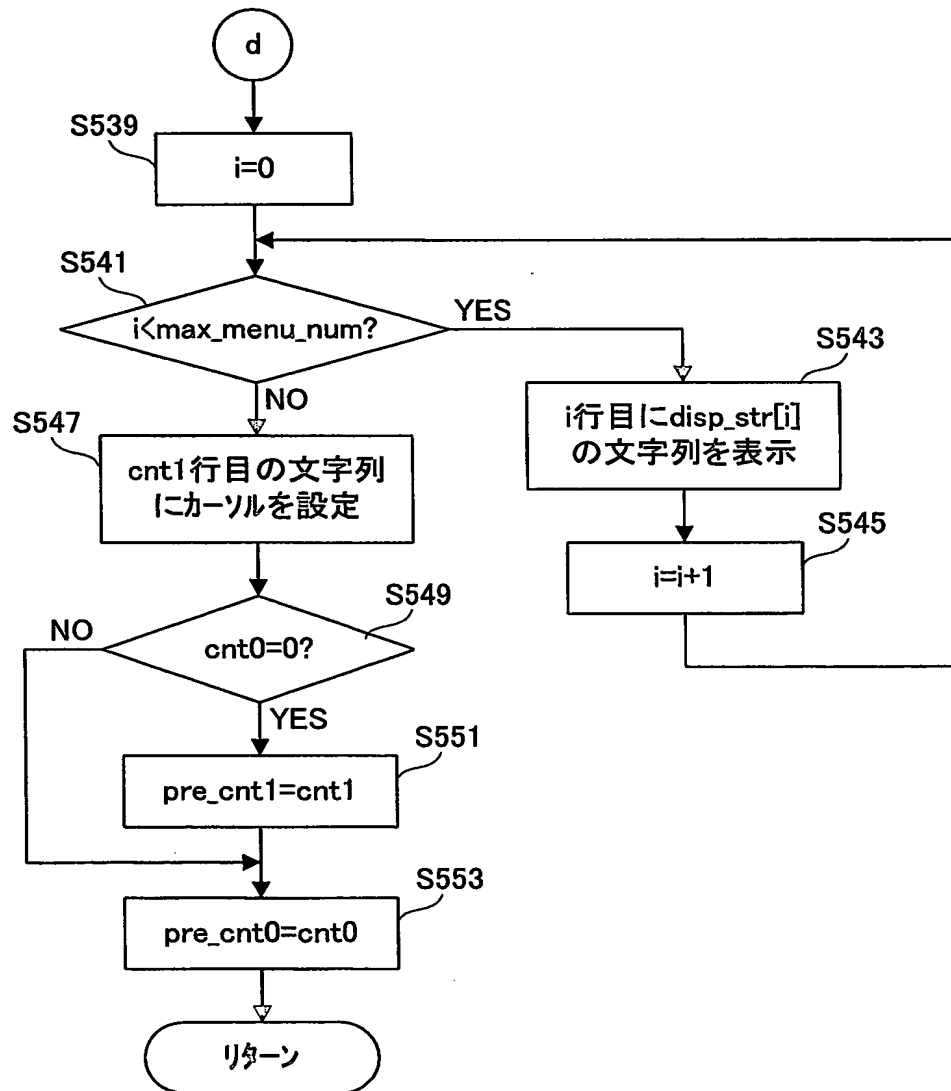 d
S539
i=0
S541
i<max_menu_num?
YES
NO
S543
i行目にdisp_str[i]
の文字列を表示
S545
i=i+1
S547
cnt1行目の文字列
にカーソルを設定
S549
cnt0=0?
NO
YES
S551
pre_cnt1=cnt1
S553
pre_cnt0=cnt0
リターン